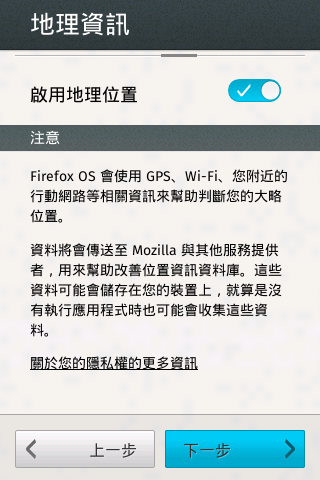 地理資訊
啟用地理位置
注意
Firefox OS 會使用 GPS、Wi-Fi、您附近的
行動網路等相關資訊來幫助判斷您的大略
位置。
資料將會傳送至 Mozilla 與其他服務提供
者，用來幫助改善位置資訊資料庫。這些
資料可能會儲存在您的裝置上，就算是沒
有執行應用程式時也可能會收集這些資
料。
關於您的隱私權的更多資訊
上一步
下一步